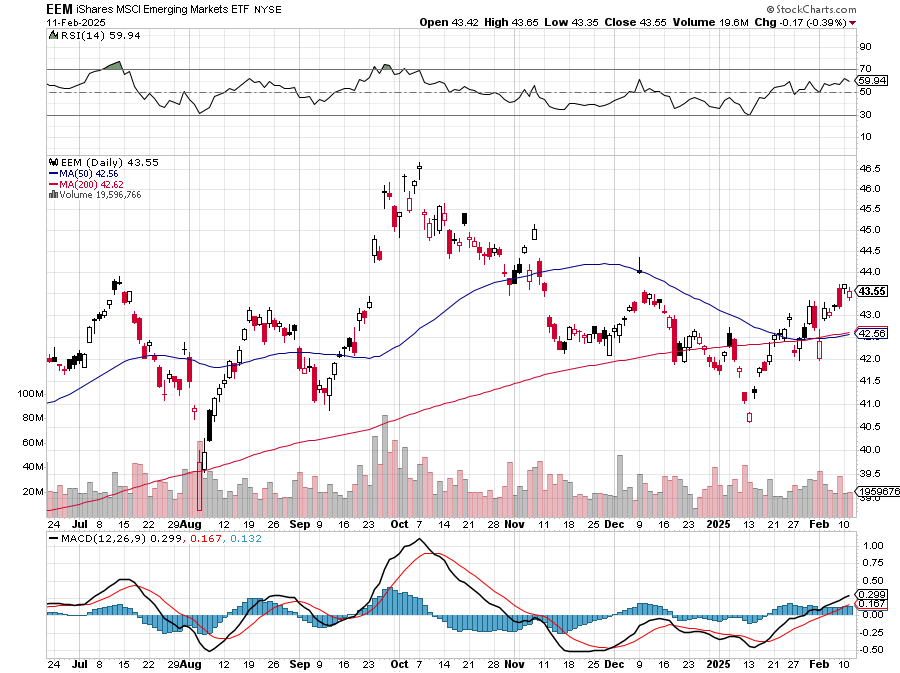 EEM iShares MSCI Emerging Markets ETF NYSE
© StockCharts.com
11-Feb-2025
Open 43.42 High 43.65 Low 43.35 Close 43.55 Volume 19.6M Chg -0.17 (-0.39%)
RSI(14) 59.94
90
70
59.94
50
30
10
EEM (Daily) 43.55
MA(50) 42.56
MA(200) 42.62
Volume 19,596,766
46.5
46.0
45.5
45.0
44.5
44.0
43.55
43.0
42.56
42.0
41.5
41.0
40.5
40.0
39.5
19596766
39.0
100M
80M
60M
40M
20M
24 Jul 8 15 22 29 Aug 12 19 26 Sep 9 16 23 Oct 7 14 21 28 Nov 11 18 25 Dec 9 16 23 2025 13 21 27 Feb 10
MACD(12,26,9) 0.299, 0.167, 0.132
1.00
0.75
0.50
0.299
0.167
0.00
-0.25
-0.50
24 Jul 8 15 22 29 Aug 12 19 26 Sep 9 16 23 Oct 7 14 21 28 Nov 11 18 25 Dec 9 16 23 2025 13 21 27 Feb 10